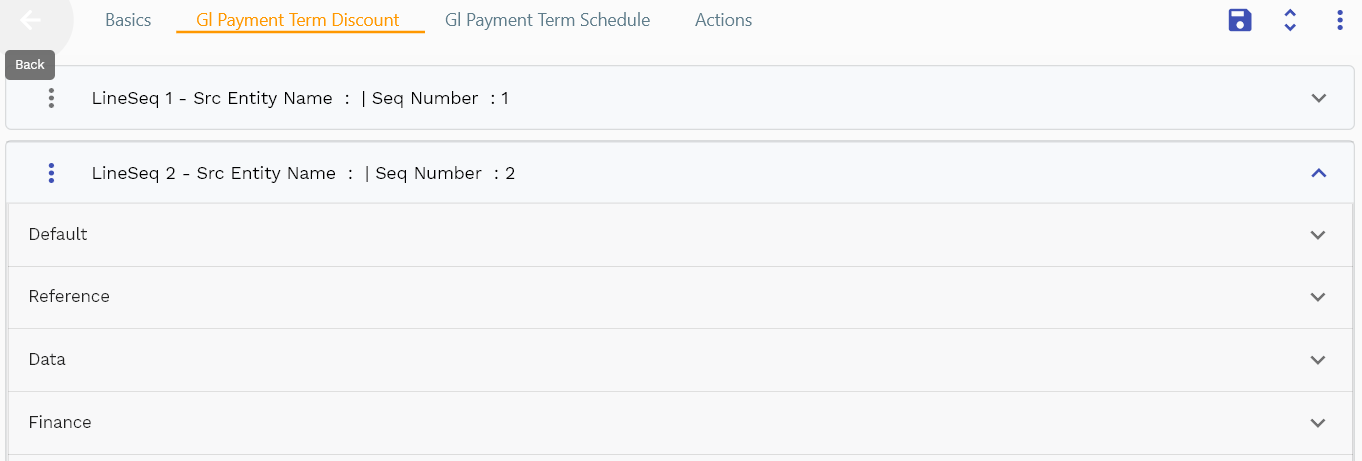 Basics Gl Payment Term Discount Gl Payment Term Schedule Actions
Back
LineSeq 1 - Src Entity Name : | Seq Number : 1
LineSeq 2 - Src Entity Name : | Seq Number : 2
Default
Reference
Data
Finance